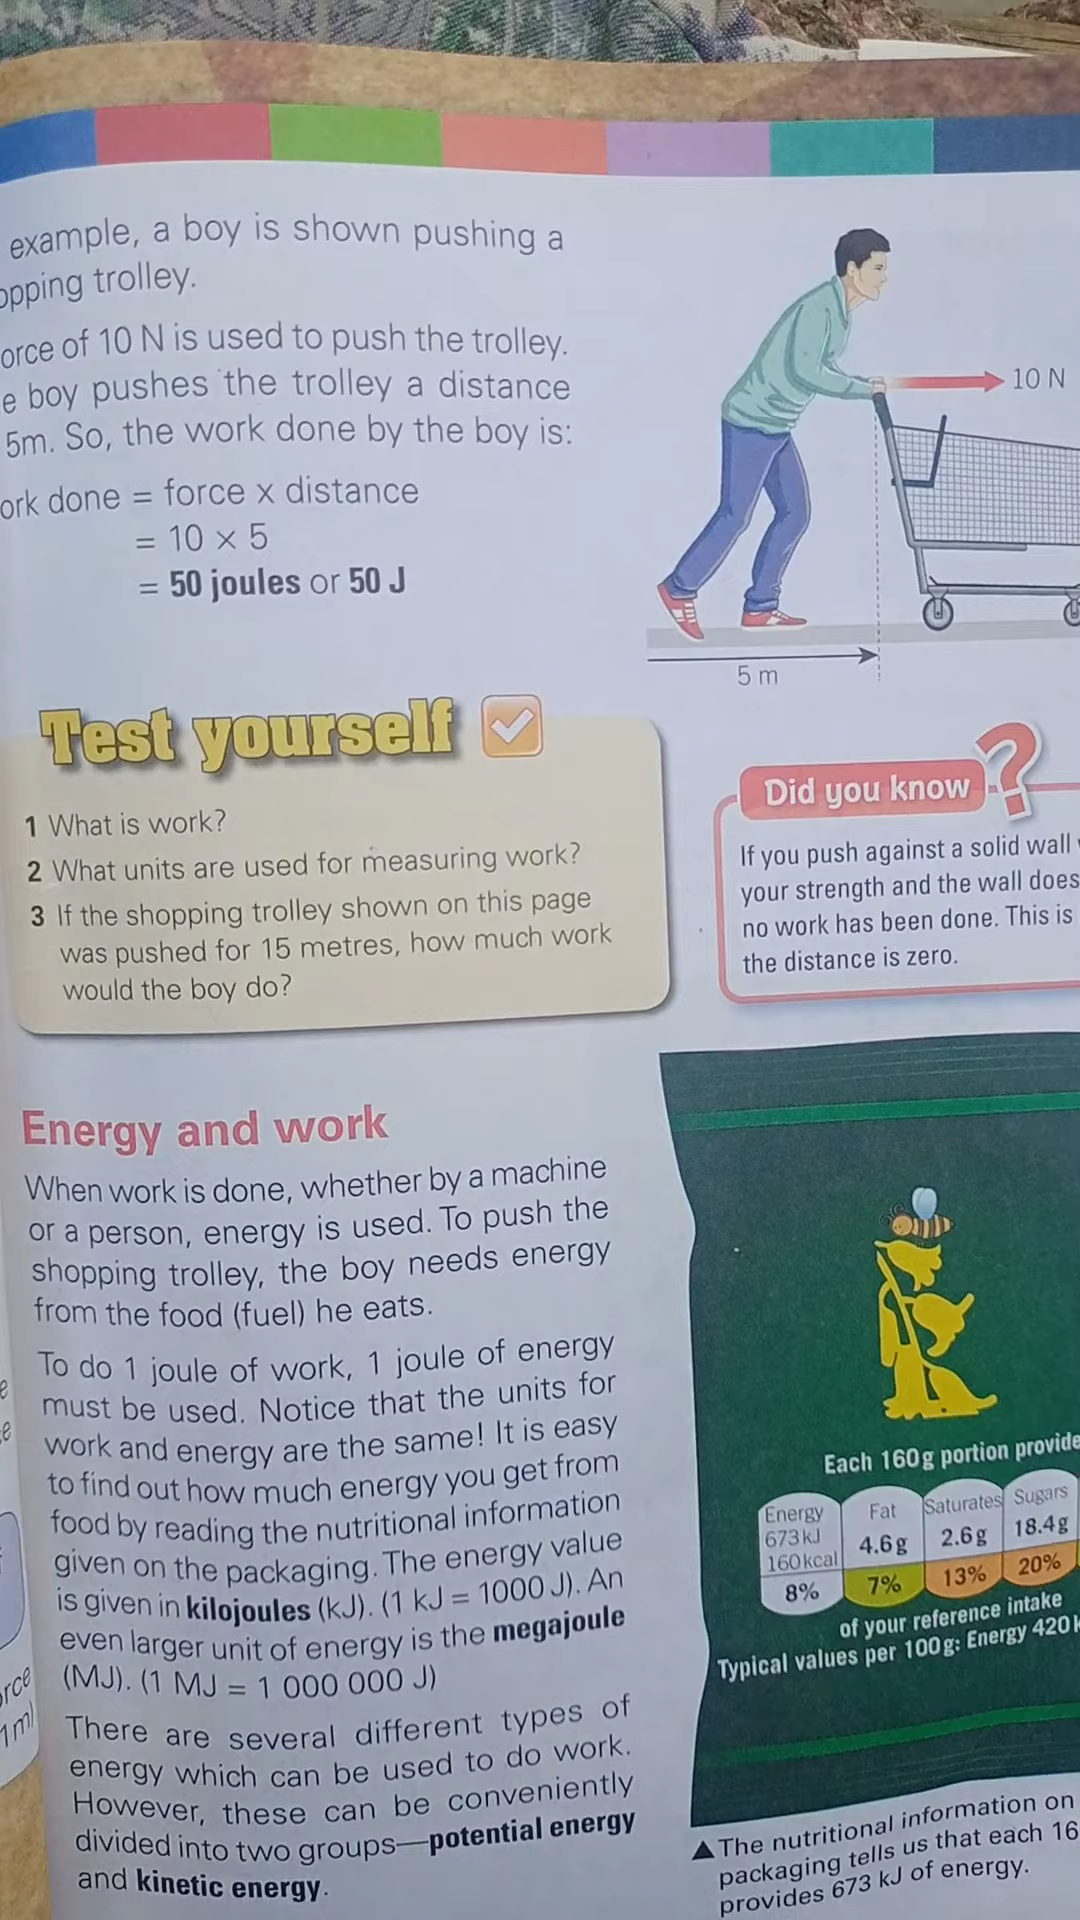 example, a boy is shown pushing a
opping trolley.
orce of 10 N is used to push the trolley.
e boy pushes the trolley a distance
5m. So, the work done by the boy is:
ork done = force x distance
= 10 × 5
= 50 joules or 50 J
10 N
5 m
Test yourself
1 What is work?
2 What units are used for measuring work?
3 If the shopping trolley shown on this page
was pushed for 15 metres, how much work
would the boy do?
Did you know ?
If you push against a solid wall
your strength and the wall does
no work has been done. This is
the distance is zero.
Energy and work
When work is done, whether by a machine
or a person, energy is used. To push the
shopping trolley, the boy needs energy
from the food (fuel) he eats.
To do 1 joule of work, 1 joule of energy
must be used. Notice that the units for
work and energy are the same! It is easy
to find out how much energy you get from
food by reading the nutritional information
given on the packaging. The energy value
is given in kilojoules (kJ). (1 kJ = 1000 J). An
even larger unit of energy is the megajoule
(MJ). (1 MJ = 1 000 000 J)
There are several different types of
energy which can be used to do work.
However, these can be conveniently
divided into two groups—potential energy
and kinetic energy.
Each 160g portion provide
Energy
673kJ
160kcal
8%
Fat
4.6g
7%
Saturates
2.6g
13%
Sugars
18.4g
20%
of your reference intake
Typical values per 100g: Energy 420k
▲The nutritional information on
packaging tells us that each 16
provides 673 kJ of energy.
rce
1m)